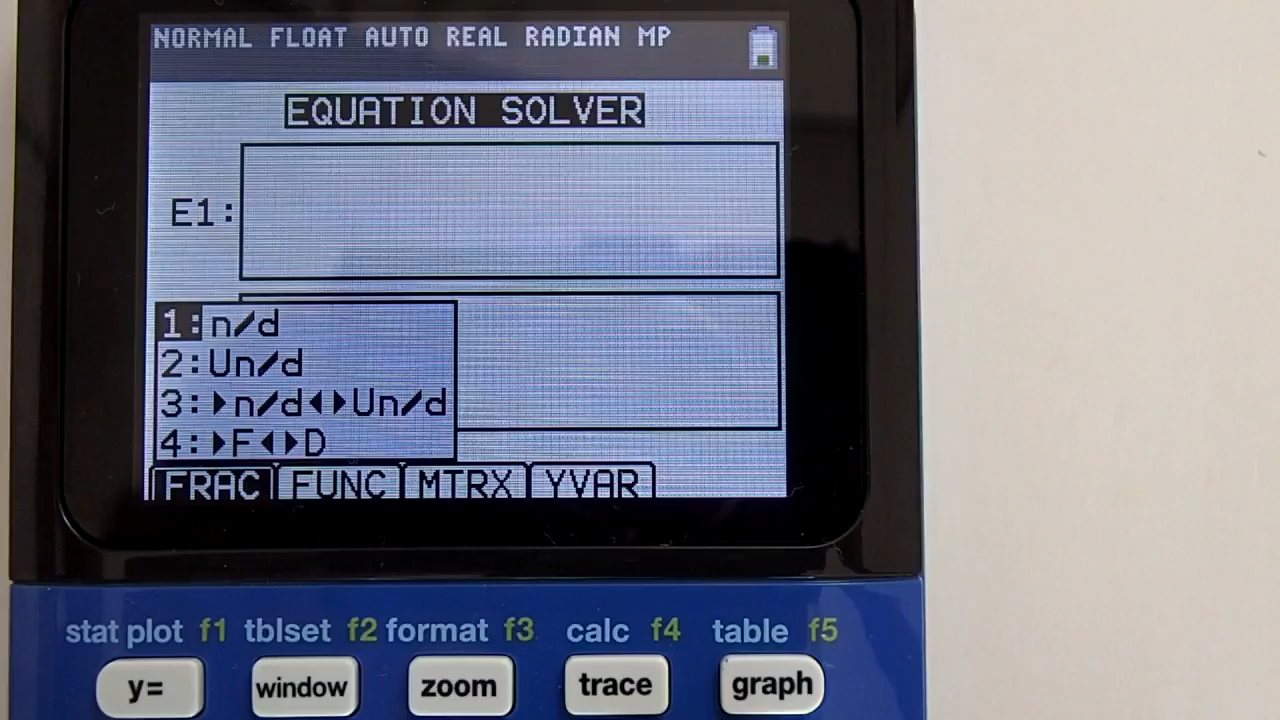 NORMAL FLOAT AUTO REAL RADIAN MP
EQUATION SOLVER
E1:
1:n/d
2:Un/d
3:▶n/d◀▶Un/d
4:▶F◀▶D
FRAC FUNC MTRX YVAR
stat plot f1 tblset f2 format f3 calc f4 table f5
y= window zoom trace graph